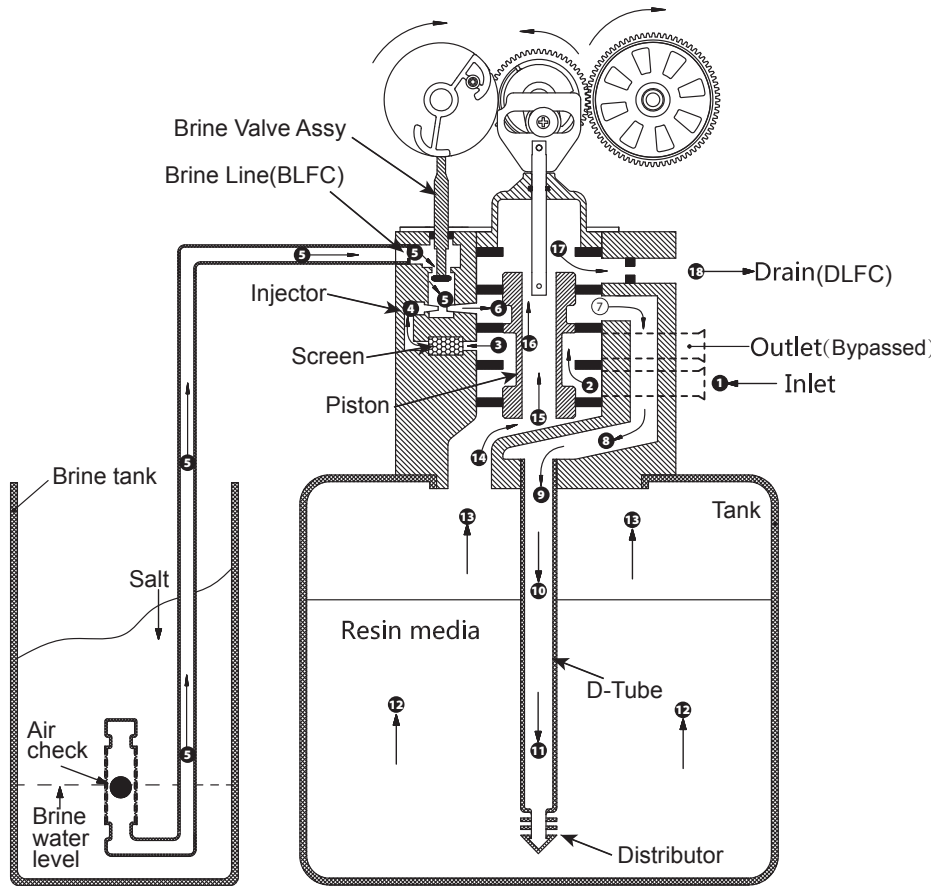 Brine Valve Assy
Brine Line(BLFC)
5
5
17
18
Drain(DLFC)
Injector
4
5
6
7
Screen
3
16
Outlet(Bypassed)
Piston
2
1
Inlet
15
8
14
5
9
Brine tank
13
13
Tank
Salt
10
Resin media
D-Tube
12
12
Air
check
5
11
Brine
water
level
Distributor